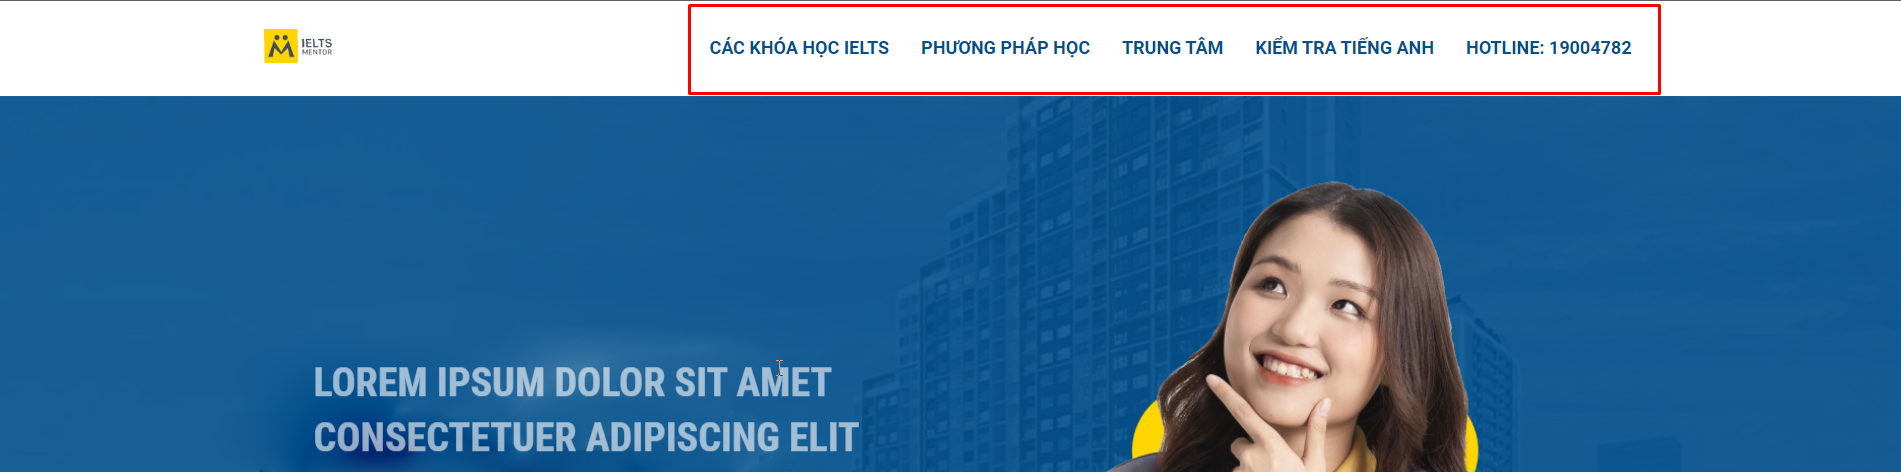 IELTS
MENTOR
CÁC KHÓA HỌC IELTS PHƯƠNG PHÁP HỌC TRUNG TÂM KIỂM TRA TIẾNG ANH HOTLINE: 19004782
LOREM IPSUM DOLOR SIT AMET
CONSECTETUER ADIPISCING ELIT